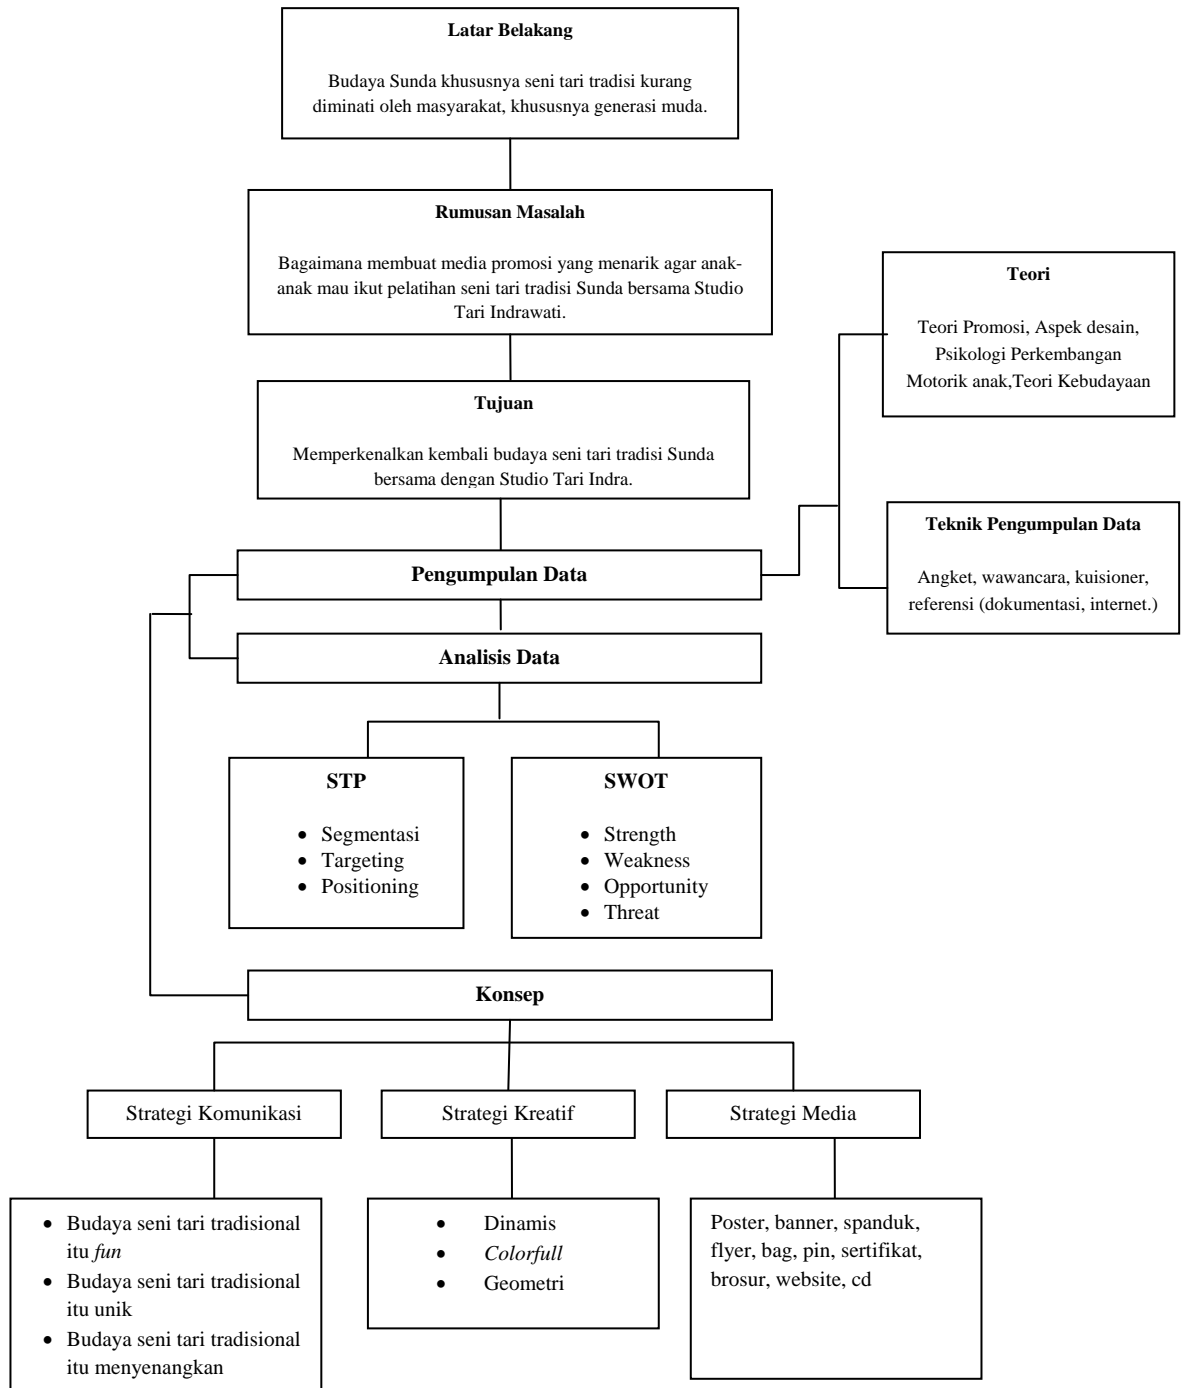 Latar Belakang
Budaya Sunda khususnya seni tari tradisi kurang
diminati oleh masyarakat, khususnya generasi muda.
Rumusan Masalah
Bagaimana membuat media promosi yang menarik agar anak-
anak mau ikut pelatihan seni tari tradisi Sunda bersama Studio
Tari Indrawati.
Teori
Teori Promosi, Aspek desain,
Psikologi Perkembangan
Motorik anak,Teori Kebudayaan
Tujuan
Memperkenalkan kembali budaya seni tari tradisi Sunda
bersama dengan Studio Tari Indra.
Teknik Pengumpulan Data
Angket, wawancara, kuisioner,
referensi (dokumentasi, internet.)
Pengumpulan Data
Analisis Data
STP
• Segmentasi
• Targeting
• Positioning
SWOT
• Strength
• Weakness
• Opportunity
• Threat
Konsep
Strategi Komunikasi
Strategi Kreatif
Strategi Media
• Budaya seni tari tradisional
itu fun
• Budaya seni tari tradisional
itu unik
• Budaya seni tari tradisional
itu menyenangkan
• Dinamis
• Colorfull
• Geometri
Poster, banner, spanduk,
flyer, bag, pin, sertifikat,
brosur, website, cd